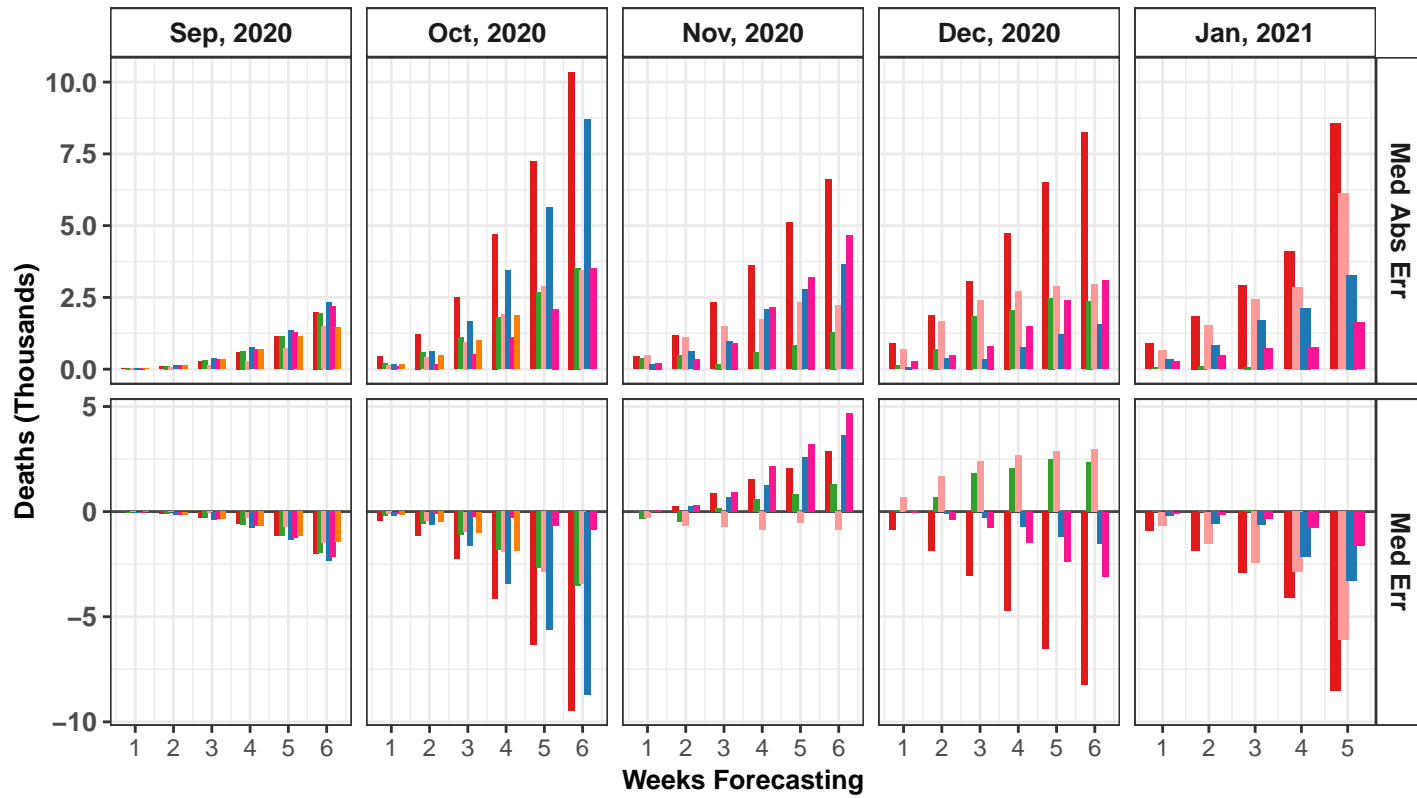 Sep, 2020 Oct, 2020 Nov, 2020 Dec, 2020 Jan, 2021
10.0
7.5
5.0
2.5
0.0
Med Abs Err
Deaths (Thousands)
5
0
−5
−10
Med Err
1 2 3 4 5 6 1 2 3 4 5 6 1 2 3 4 5 6 1 2 3 4 5 6 1 2 3 4 5
Weeks Forecasting